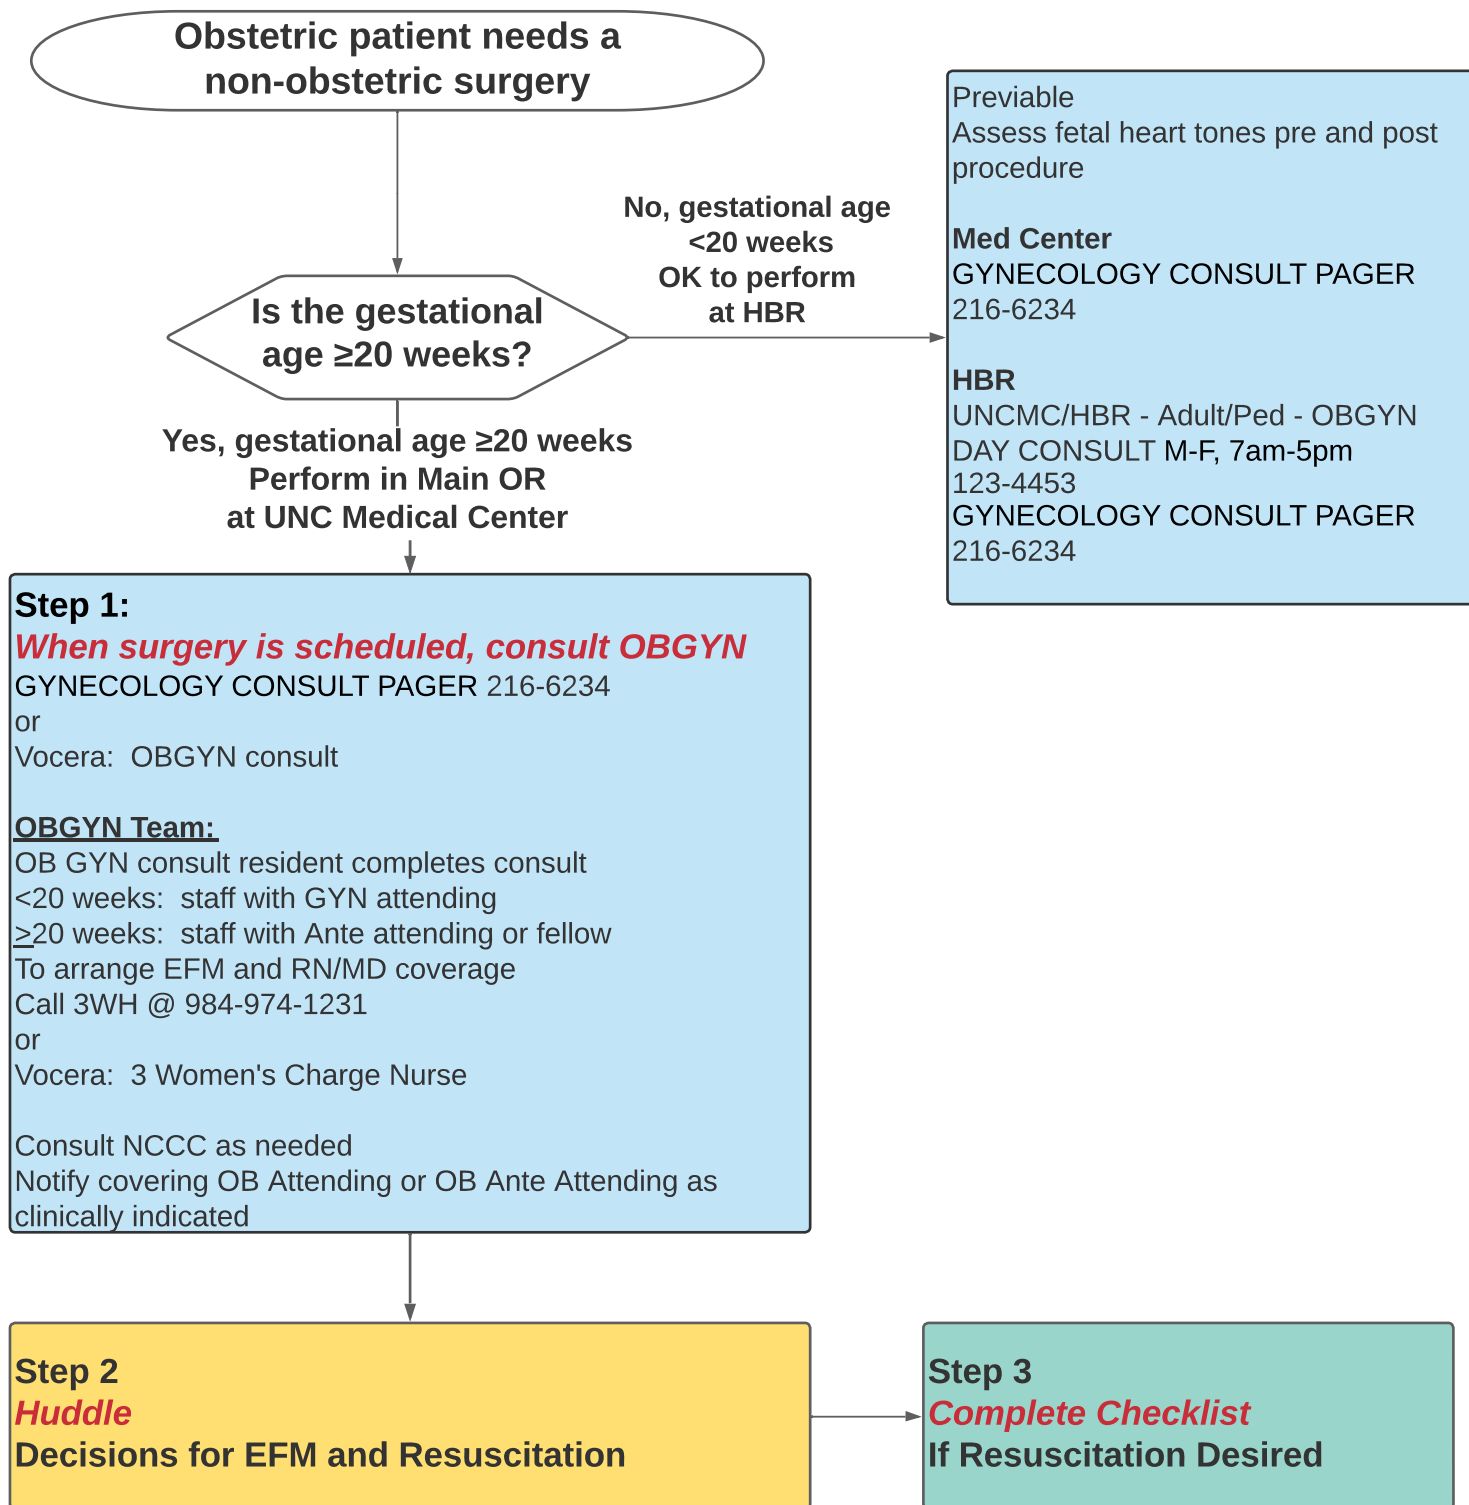 Obstetric patient needs a
non-obstetric surgery
Is the gestational
age ≥20 weeks?
No, gestational age
<20 weeks
OK to perform
at HBR
Previable
Assess fetal heart tones pre and post
procedure
Med Center
GYNECOLOGY CONSULT PAGER
216-6234
HBR
UNCMC/HBR - Adult/Ped - OBGYN
DAY CONSULT M-F, 7am-5pm
123-4453
GYNECOLOGY CONSULT PAGER
216-6234
Yes, gestational age ≥20 weeks
Perform in Main OR
at UNC Medical Center
Step 1:
When surgery is scheduled, consult OBGYN
GYNECOLOGY CONSULT PAGER 216-6234
or
Vocera:  OBGYN consult
OBGYN Team:
OB GYN consult resident completes consult
<20 weeks:  staff with GYN attending
>20 weeks:  staff with Ante attending or fellow
To arrange EFM and RN/MD coverage
Call 3WH @ 984-974-1231
or
Vocera:  3 Women's Charge Nurse
Consult NCCC as needed
Notify covering OB Attending or OB Ante Attending as
clinically indicated
Step 2
Huddle
Decisions for EFM and Resuscitation
Step 3
Complete Checklist
If Resuscitation Desired